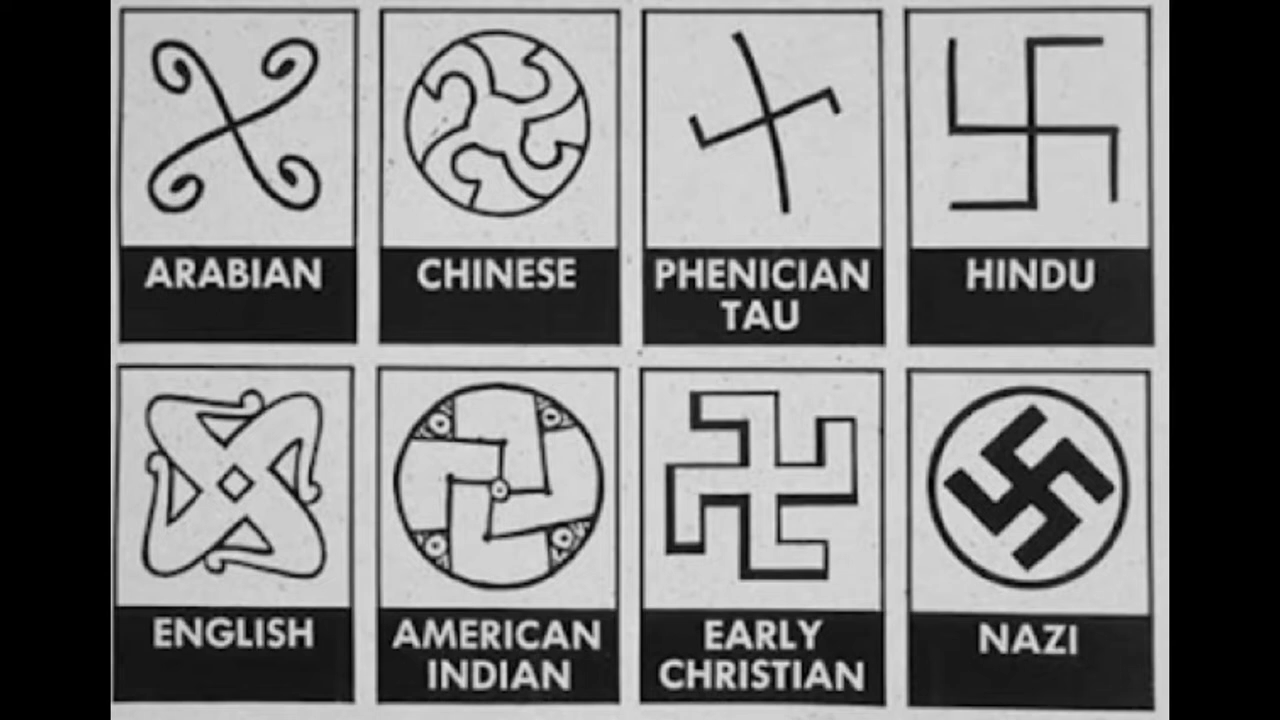 ARABIAN
CHINESE
PHENICIAN
TAU
HINDU
ENGLISH
AMERICAN
INDIAN
EARLY
CHRISTIAN
NAZI